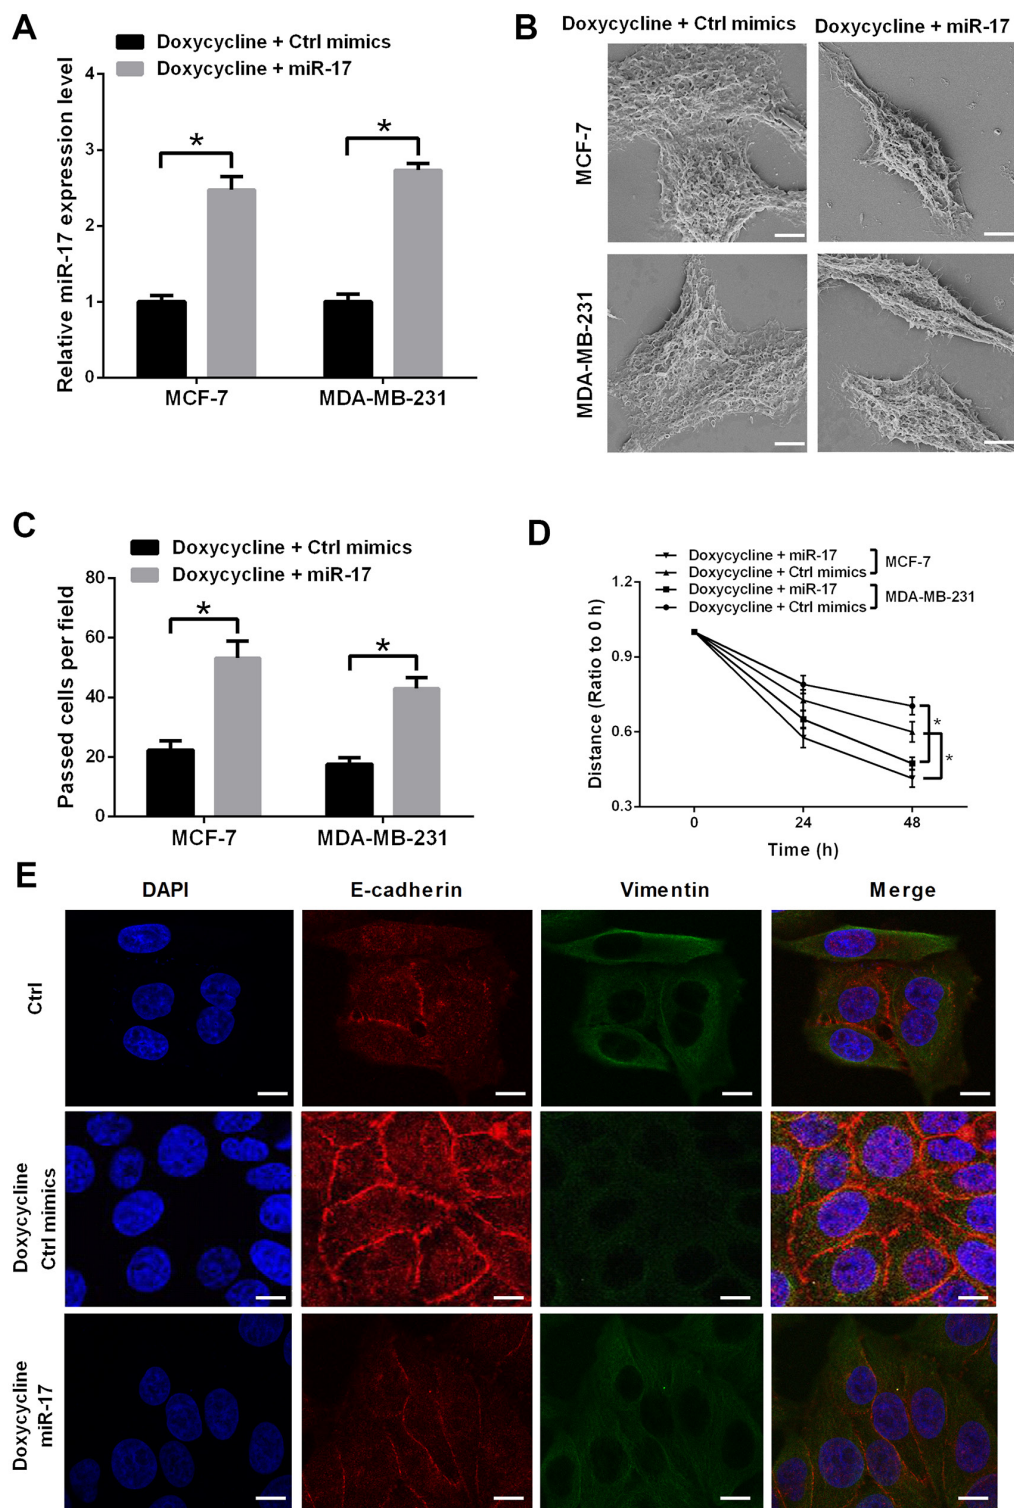 A
Doxycycline + Ctrl mimics
Doxycycline + miR-17
Relative miR-17 expression level
4
3
2
1
0
*
*
MCF-7
MDA-MB-231
B
Doxycycline + Ctrl mimics
Doxycycline + miR-17
MCF-7
MDA-MB-231
C
Doxycycline + Ctrl mimics
Doxycycline + miR-17
Passed cells per field
80
60
40
20
0
*
*
MCF-7
MDA-MB-231
D
Doxycycline + miR-17
Doxycycline + Ctrl mimics
MCF-7
Doxycycline + miR-17
Doxycycline + Ctrl mimics
MDA-MB-231
Distance (Ratio to 0 h)
1.2
0.9
0.6
0.3
*
*
0
24
48
Time (h)
E
DAPI
E-cadherin
Vimentin
Merge
Ctrl
Doxycycline
Ctrl mimics
Doxycycline
miR-17